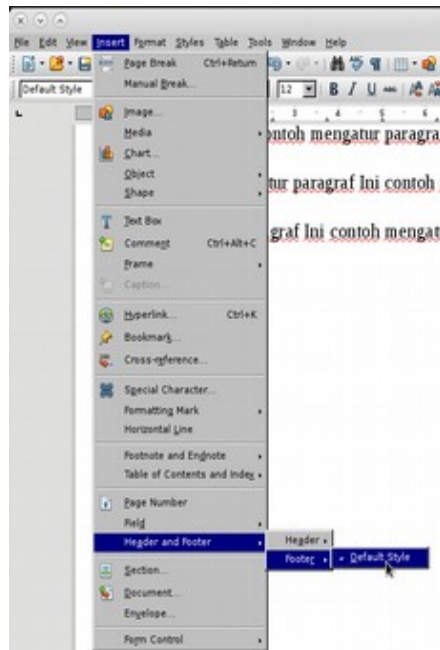 File Edit View Insert Format Styles Table Tools Window Help
Page Break Ctrl+Return
Manual Break...
Default Style
12
B I U
Image...
Media
Chart...
Object
Shape
Text Box
Comment Ctrl+Alt+C
Frame
Caption...
Hyperlink... Ctrl+K
Bookmark...
Cross-reference...
Special Character...
Formatting Mark
Horizontal Line
Footnote and Endnote
Table of Contents and Index
Page Number
Field
Header and Footer
Header
Footer
Default Style
Section...
Document...
Envelope...
Form Control
ontoh mengatur paragra
tur paragraf Ini contoh
graf Ini contoh mengat